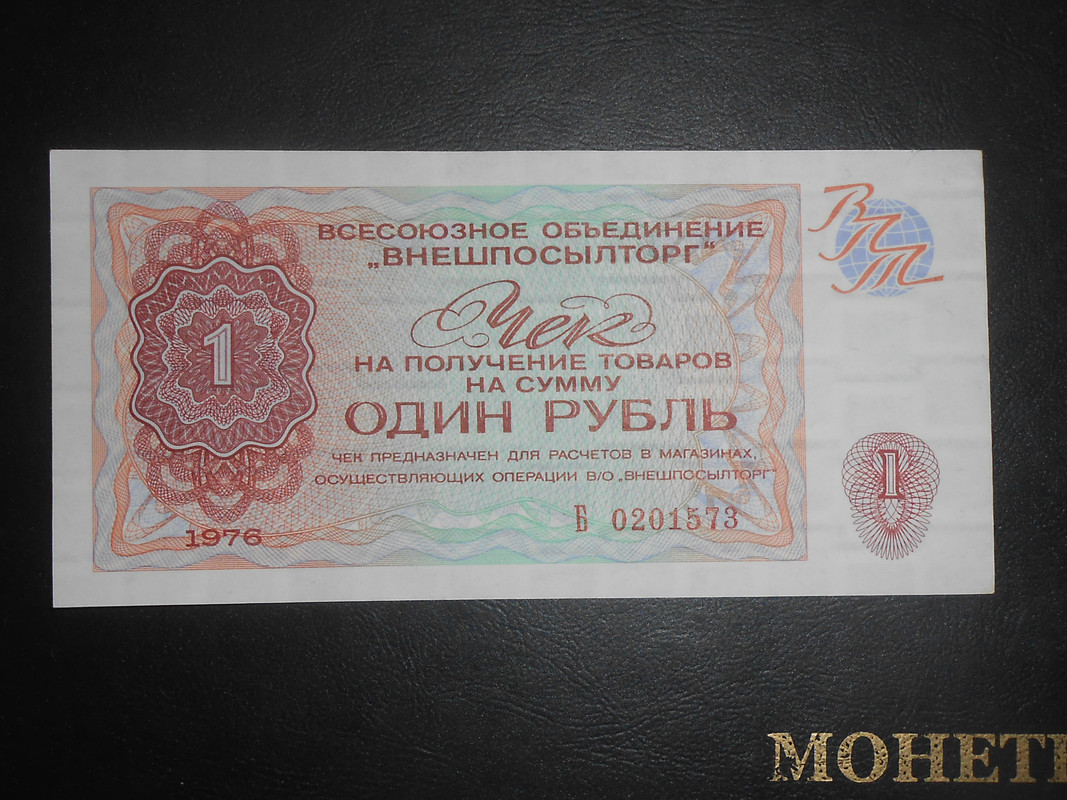 ВСЕСОЮЗНОЕ ОБЪЕДИНЕНИЕ
„ВНЕШПОСЫЛТОРГ“
ВПТ
Чек
НА ПОЛУЧЕНИЕ ТОВАРОВ
НА СУММУ
1
ОДИН РУБЛЬ
ЧЕК ПРЕДНАЗНАЧЕН ДЛЯ РАСЧЕТОВ В МАГАЗИНАХ,
ОСУЩЕСТВЛЯЮЩИХ ОПЕРАЦИИ В/О „ВНЕШПОСЫЛТОРГ“
1
Б 0201573
1976
МОНЕТ